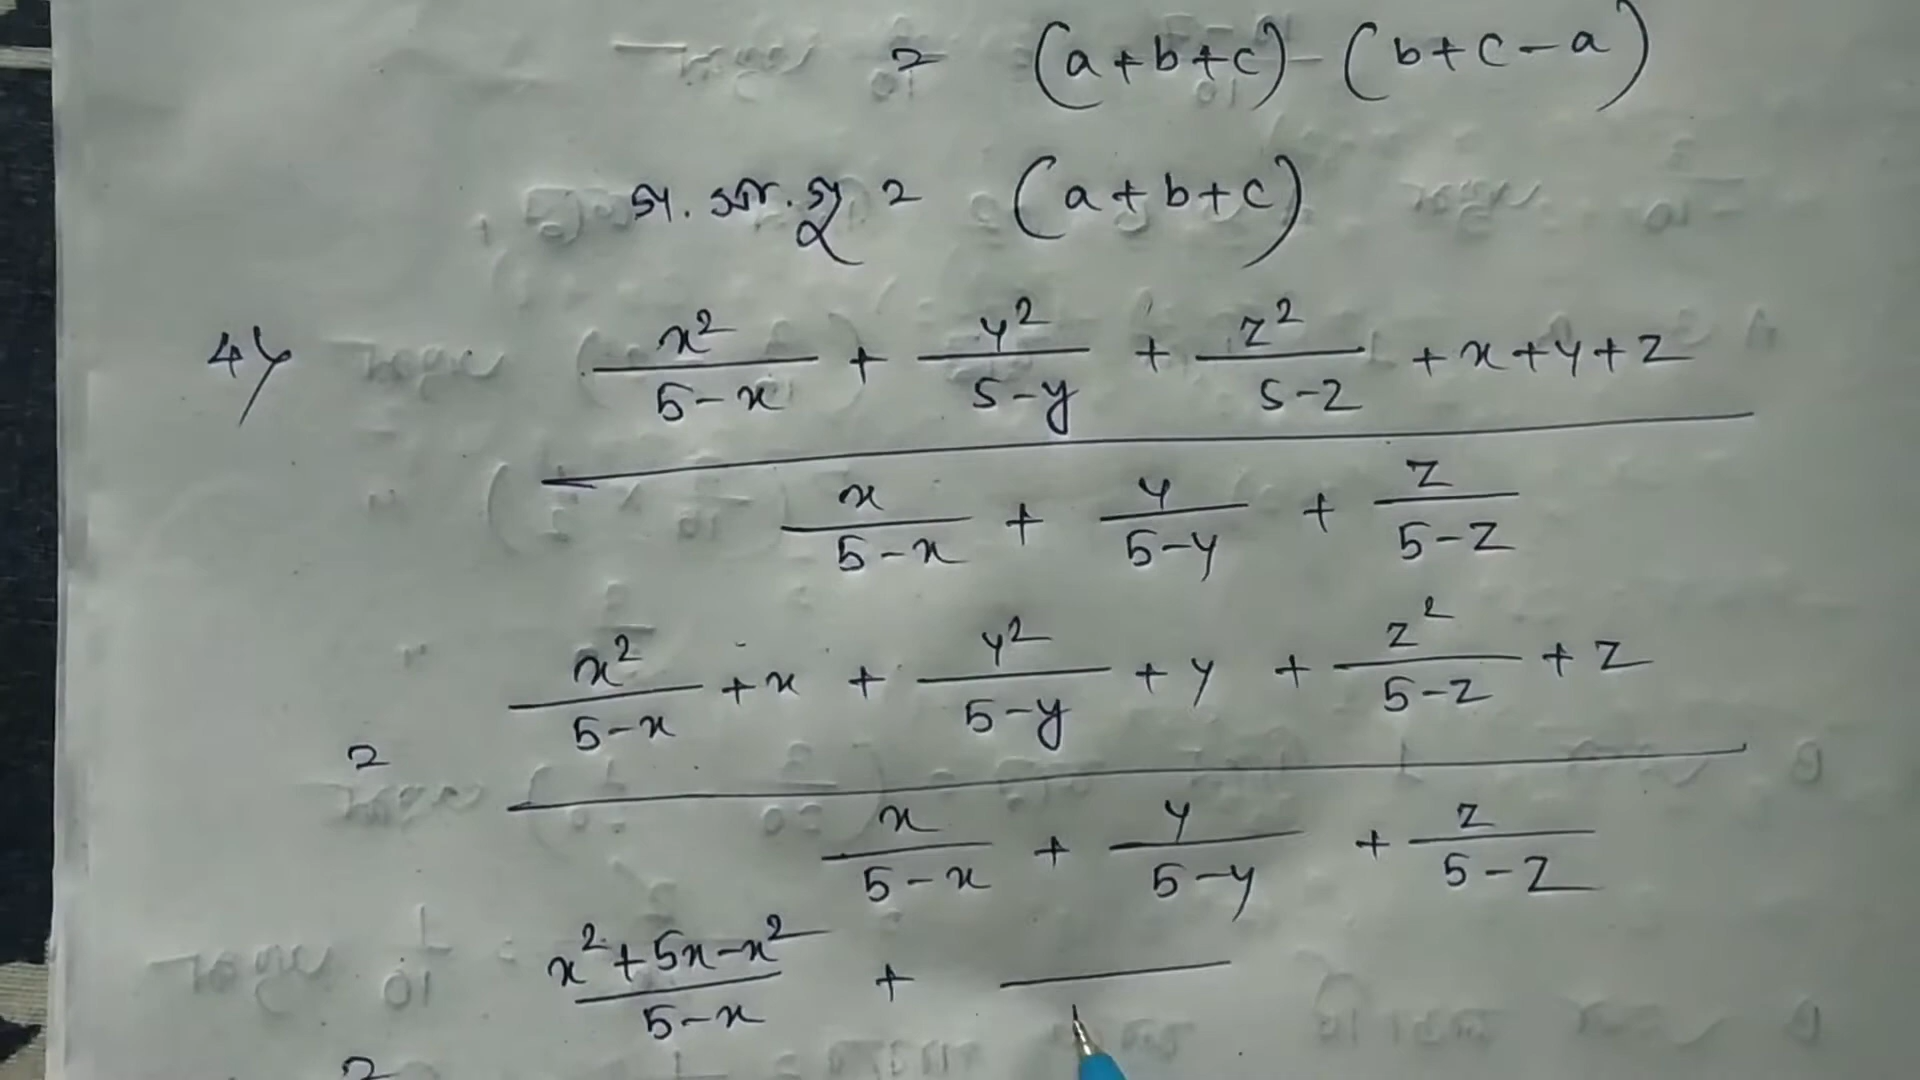 = (a+b+c) - (b+c-a)
স. সা. গু = (a+b+c)
4)
x² / 5-x + y² / 5-y + z² / 5-z + x+y+z
x / 5-x + y / 5-y + z / 5-z
= x² / 5-x + x + y² / 5-y + y + z² / 5-z + z
x / 5-x + y / 5-y + z / 5-z
= x²+5x-x² / 5-x +